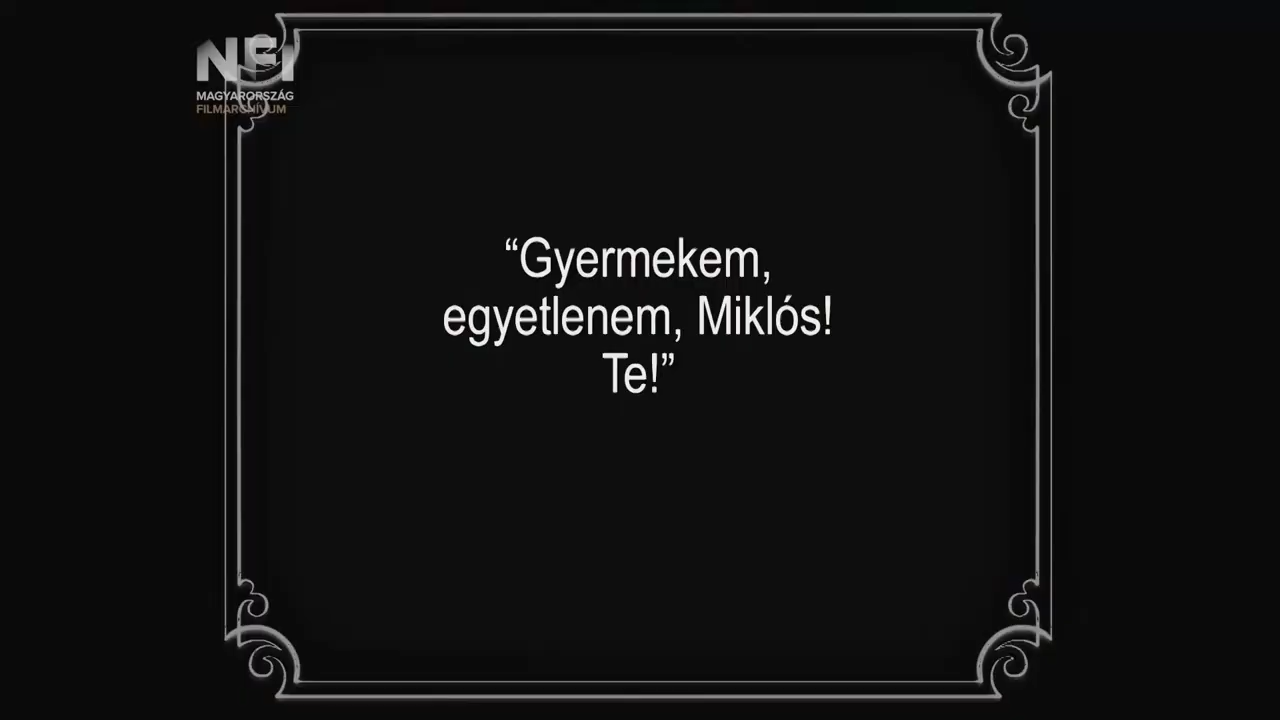 NFI
MAGYARORSZÁG
FILMARCHÍVUM
“Gyermekem,
egyetlenem, Miklós!
Te!”